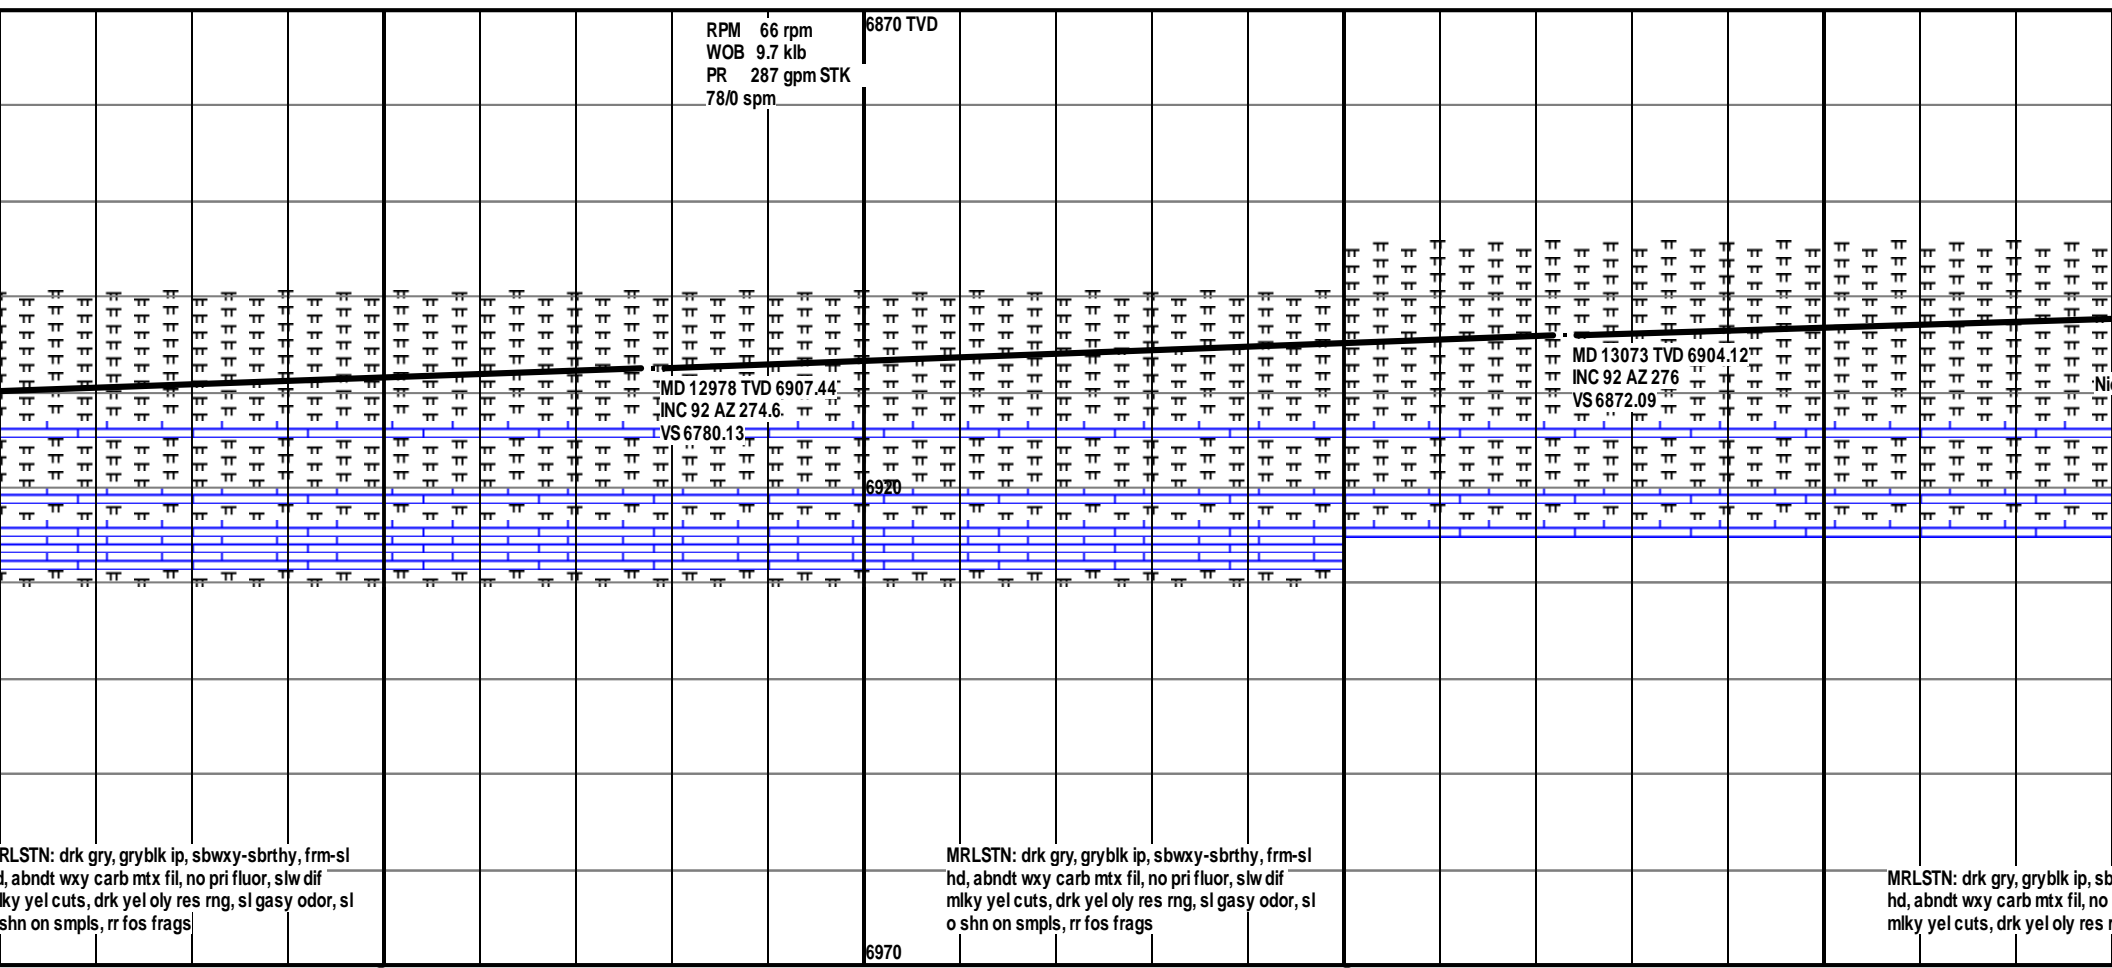 RPM 66 rpm
WOB 9.7 klb
PR 287 gpm STK
78/0 spm
6870 TVD
MD 12978 TVD 6907.44
INC 92 AZ 274.6
VS 6780.13
MD 13073 TVD 6904.12
INC 92 AZ 276
VS 6872.09
6920
RLSTN: drk gry, gryblk ip, sbwxy-sbrthy, frm-sl
d, abndt wxy carb mtx fil, no pri fluor, slw dif
lky yel cuts, drk yel oly res rng, sl gasy odor, sl
shn on smpls, rr fos frags
MRLSTN: drk gry, gryblk ip, sbwxy-sbrthy, frm-sl
hd, abndt wxy carb mtx fil, no pri fluor, slw dif
mlky yel cuts, drk yel oly res rng, sl gasy odor, sl
o shn on smpls, rr fos frags
MRLSTN: drk gry, gryblk ip, sb
hd, abndt wxy carb mtx fil, no
mlky yel cuts, drk yel oly res
6970